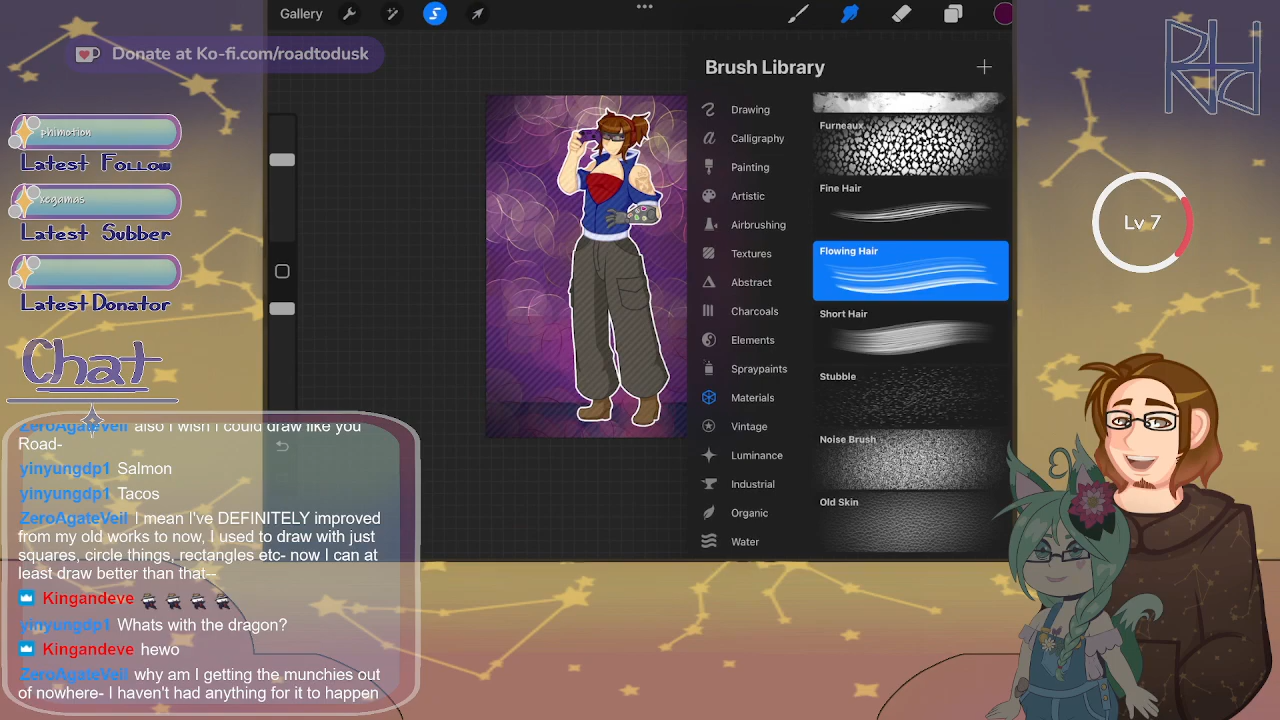 Gallery
Donate at Ko-fi.com/roadtodusk
phimotion
Latest Follow
kegamas
Latest Subber
Latest Donator
Chat
ZeroAgateVeil also I wish I could draw like you
Road-
yinyungdp1 Salmon
yinyungdp1 Tacos
ZeroAgateVeil I mean I've DEFINITELY improved
from my old works to now, I used to draw with just
squares, circle things, rectangles etc- now I can at
least draw better than that--
Kingandeve
yinyungdp1 Whats with the dragon?
Kingandeve hewo
ZeroAgateVeil why am I getting the munchies out
of nowhere- I haven't had anything for it to happen
Brush Library
Drawing
Calligraphy
Painting
Artistic
Airbrushing
Textures
Abstract
Charcoals
Elements
Spraypaints
Materials
Vintage
Luminance
Industrial
Organic
Water
Furneaux
Fine Hair
Flowing Hair
Short Hair
Stubble
Noise Brush
Old Skin
Lv 7